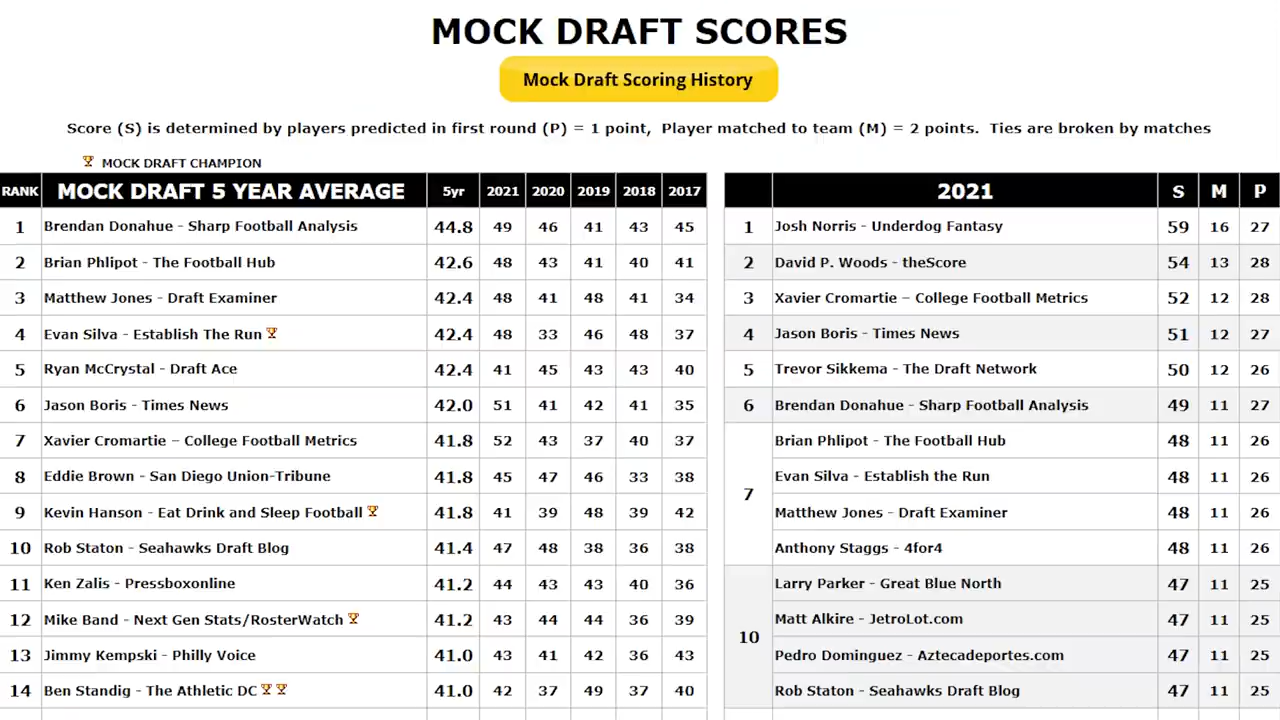 MOCK DRAFT SCORES
Mock Draft Scoring History
Score (S) is determined by players predicted in first round (P) = 1 point, Player matched to team (M) = 2 points. Ties are broken by matches
MOCK DRAFT CHAMPION
RANK MOCK DRAFT 5 YEAR AVERAGE 5yr 2021 2020 2019 2018 2017
1 Brendan Donahue - Sharp Football Analysis 44.8 49 46 41 43 45
2 Brian Phlipot - The Football Hub 42.6 48 43 41 40 41
3 Matthew Jones - Draft Examiner 42.4 48 41 48 41 34
4 Evan Silva - Establish The Run 42.4 48 33 46 48 37
5 Ryan McCrystal - Draft Ace 42.4 41 45 43 43 40
6 Jason Boris - Times News 42.0 51 41 42 41 35
7 Xavier Cromartie – College Football Metrics 41.8 52 43 37 40 37
8 Eddie Brown - San Diego Union-Tribune 41.8 45 47 46 33 38
9 Kevin Hanson - Eat Drink and Sleep Football 41.8 41 39 48 39 42
10 Rob Staton - Seahawks Draft Blog 41.4 47 48 38 36 38
11 Ken Zalis - Pressboxonline 41.2 44 43 43 40 36
12 Mike Band - Next Gen Stats/RosterWatch 41.2 43 44 44 36 39
13 Jimmy Kempski - Philly Voice 41.0 43 41 42 36 43
14 Ben Standig - The Athletic DC 41.0 42 37 49 37 40
2021 S M P
1 Josh Norris - Underdog Fantasy 59 16 27
2 David P. Woods - theScore 54 13 28
3 Xavier Cromartie – College Football Metrics 52 12 28
4 Jason Boris - Times News 51 12 27
5 Trevor Sikkema - The Draft Network 50 12 26
6 Brendan Donahue - Sharp Football Analysis 49 11 27
7 Brian Phlipot - The Football Hub 48 11 26
Evan Silva - Establish the Run 48 11 26
Matthew Jones - Draft Examiner 48 11 26
Anthony Staggs - 4for4 48 11 26
10 Larry Parker - Great Blue North 47 11 25
Matt Alkire - JetroLot.com 47 11 25
Pedro Dominguez - Aztecadeportes.com 47 11 25
Rob Staton - Seahawks Draft Blog 47 11 25